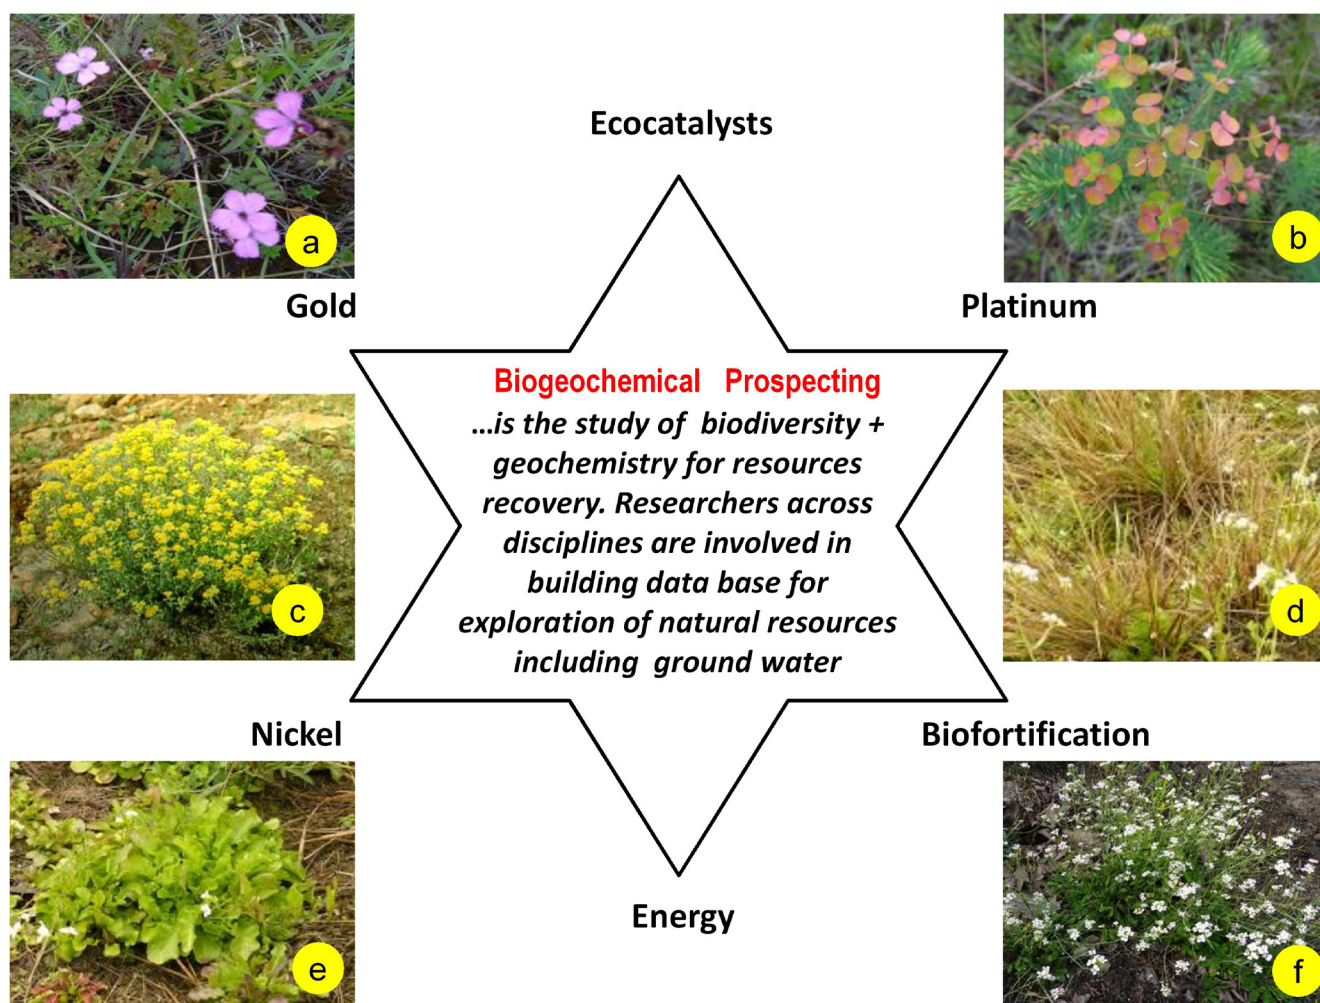 Ecocatalysts
a
b
Gold
Platinum
Biogeochemical Prospecting
...is the study of biodiversity +
geochemistry for resources
recovery. Researchers across
disciplines are involved in
building data base for
exploration of natural resources
including ground water
c
d
Nickel
Biofortification
Energy
e
f